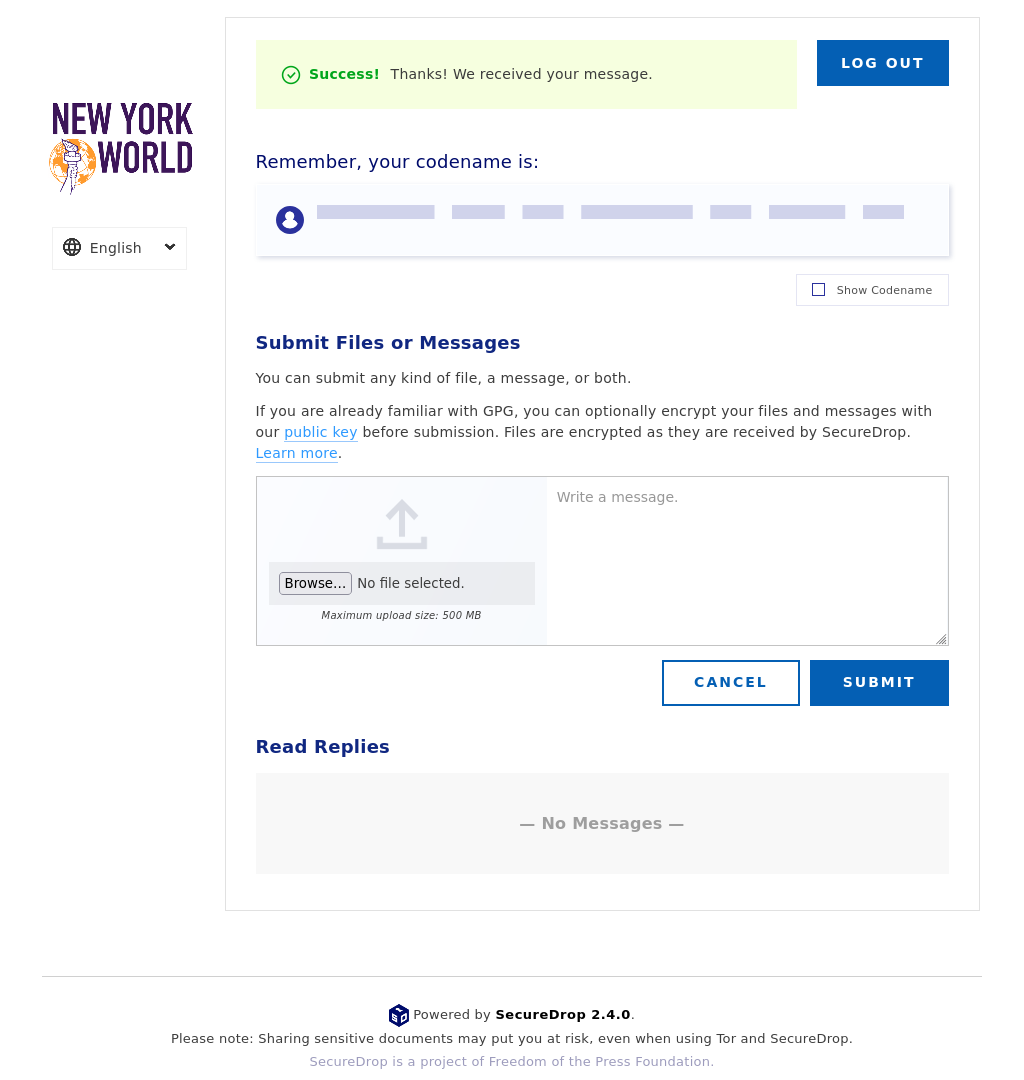 Success! Thanks! We received your message.
LOG OUT
NEW YORK
WORLD
English
Remember, your codename is:
Show Codename
Submit Files or Messages
You can submit any kind of file, a message, or both.
If you are already familiar with GPG, you can optionally encrypt your files and messages with
our public key before submission. Files are encrypted as they are received by SecureDrop.
Learn more.
Write a message.
Browse... No file selected.
Maximum upload size: 500 MB
CANCEL
SUBMIT
Read Replies
— No Messages —
Powered by SecureDrop 2.4.0.
Please note: Sharing sensitive documents may put you at risk, even when using Tor and SecureDrop.
SecureDrop is a project of Freedom of the Press Foundation.